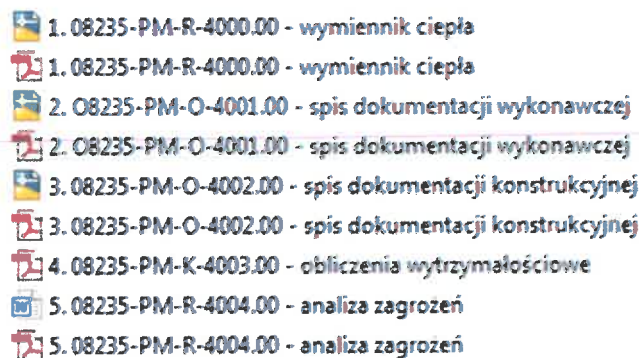 1. 08235-PM-R-4000.00 - wymiennik ciepła
1. 08235-PM-R-4000.00 - wymiennik ciepła
2. O8235-PM-O-4001.00 - spis dokumentacji wykonawczej
2. O8235-PM-O-4001.00 - spis dokumentacji wykonawczej
3. 08235-PM-O-4002.00 - spis dokumentacji konstrukcyjnej
3. 08235-PM-O-4002.00 - spis dokumentacji konstrukcyjnej
4. 08235-PM-K-4003.00 - obliczenia wytrzymałościowe
5. 08235-PM-R-4004.00 - analiza zagrożeń
5. 08235-PM-R-4004.00 - analiza zagrożeń